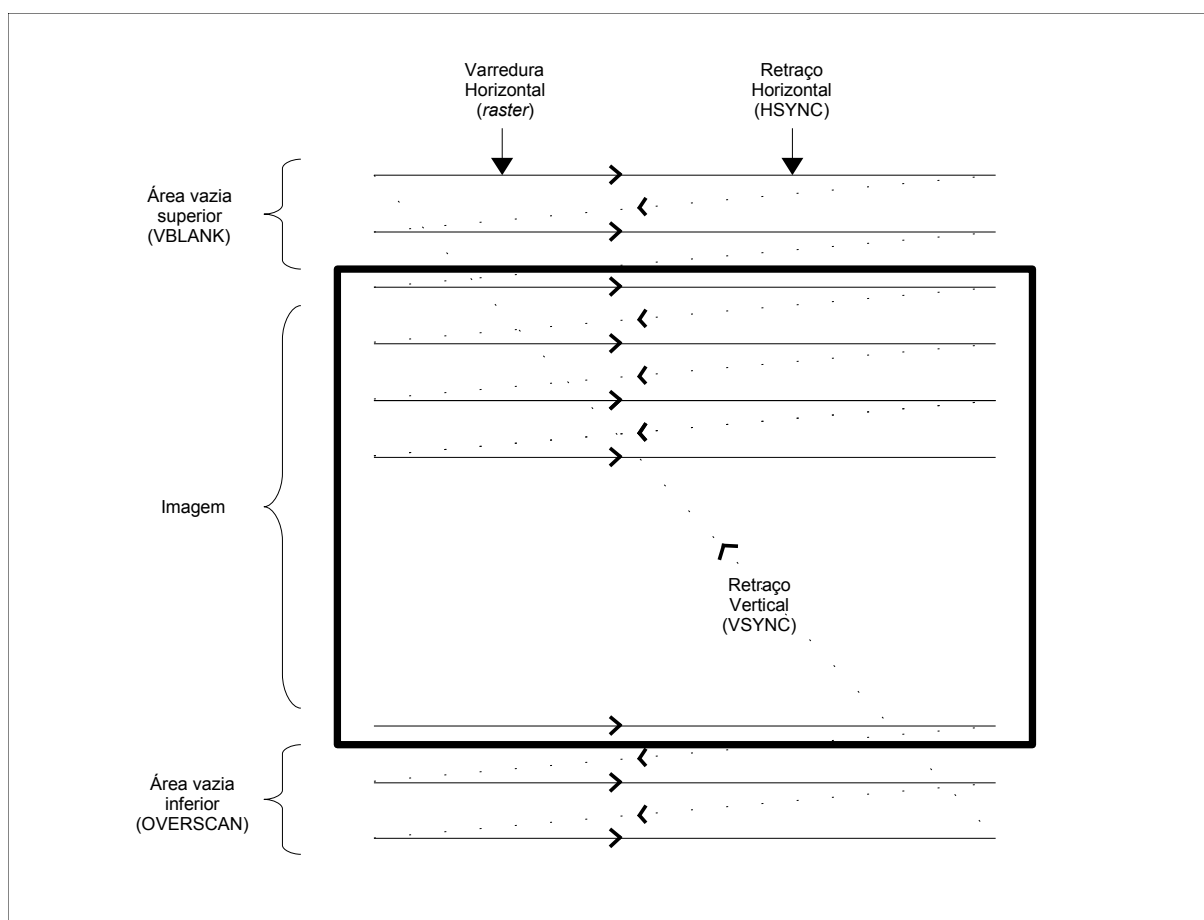 Varredura
Horizontal
(raster)
Retraço
Horizontal
(HSYNC)
Área vazia
superior
(VBLANK)
Imagem
Retraço
Vertical
(VSYNC)
Área vazia
inferior
(OVERSCAN)